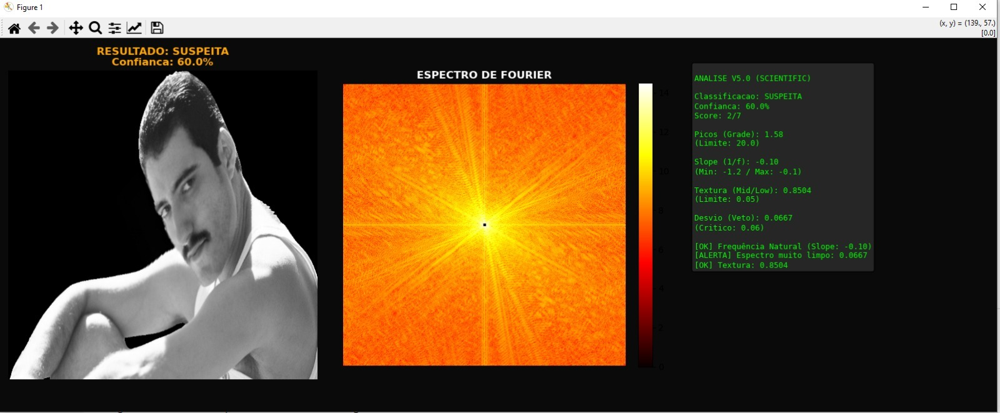 Figure 1
(x, y) = (139., 57.)
[0.0]
RESULTADO: SUSPEITA
Confianca: 60.0%
ESPECTRO DE FOURIER
14
12
10
8
6
4
2
0
ANALISE V5.0 (SCIENTIFIC)
Classificacao: SUSPEITA
Confianca: 60.0%
Score: 2/7
Picos (Grade): 1.58
(Limite: 20.0)
Slope (1/f): -0.10
(Min: -1.2 / Max: -0.1)
Textura (Mid/Low): 0.8504
(Limite: 0.05)
Desvio (Veto): 0.0667
(Critico: 0.06)
[OK] Frequência Natural (Slope: -0.10)
[ALERTA] Espectro muito limpo: 0.0667
[OK] Textura: 0.8504